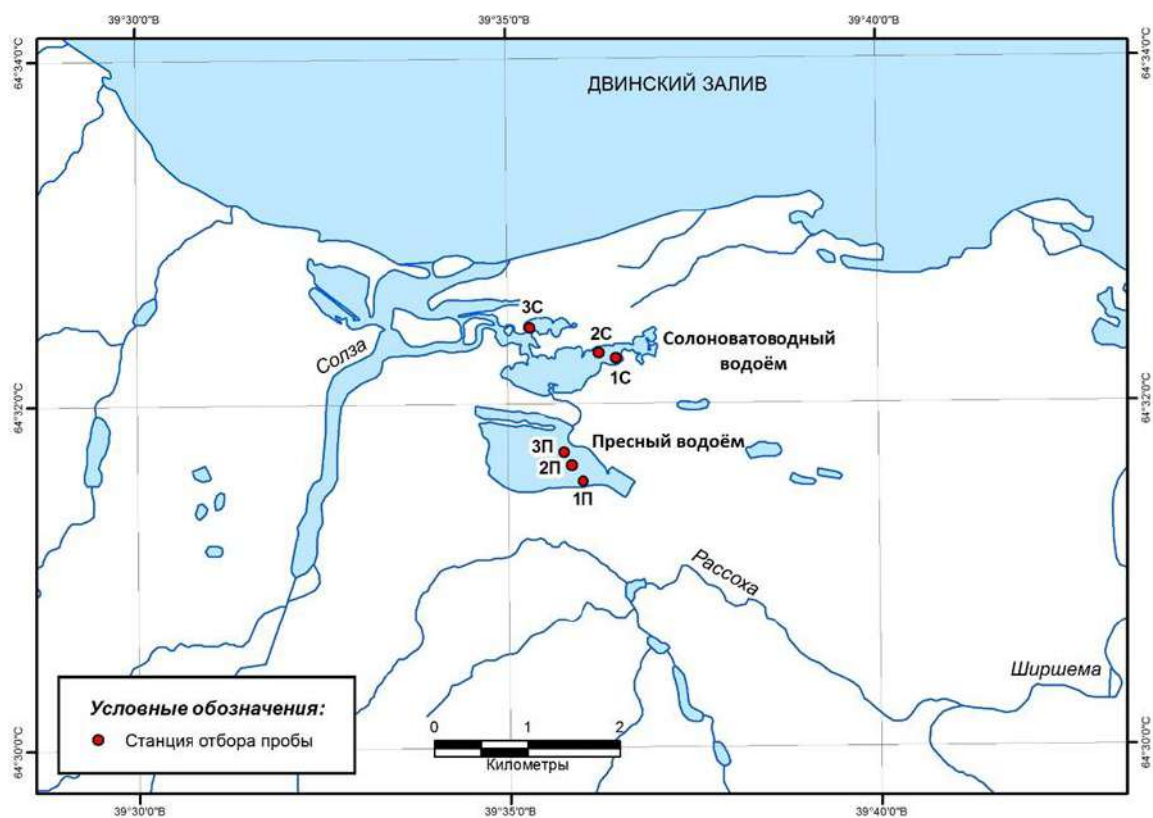 39°30'0"В
39°35'0"В
39°40'0"В
64°34'0"С
64°34'0"С
ДВИНСКИЙ ЗАЛИВ
3С
2С
Солоноватоводный
водоём
1С
Солза
64°32'0"С
64°32'0"С
Пресный водоём
3П
2П
1П
Рассоха
Ширшема
Условные обозначения:
Станция отбора пробы
0 1 2
Километры
64°30'0"С
64°30'0"С
39°30'0"В
39°35'0"В
39°40'0"В